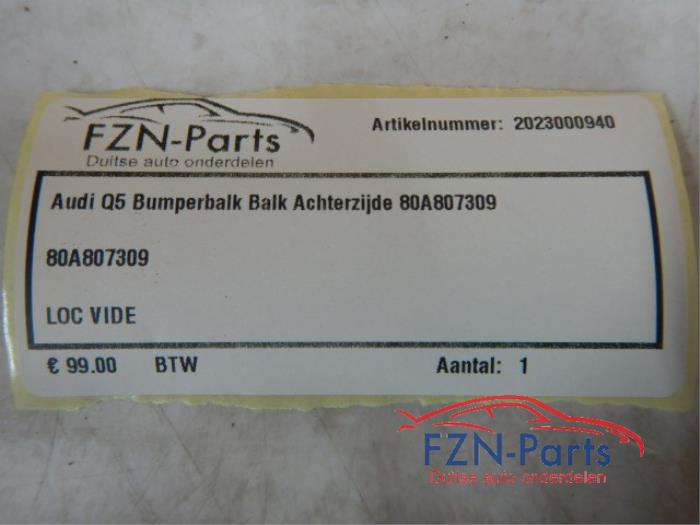 FZN-Parts
Duitse auto onderdelen
Artikelnummer: 2023000940
Audi Q5 Bumperbalk Balk Achterzijde 80A807309
80A807309
LOC VIDE
€ 99.00 BTW Aantal: 1
FZN-Parts
Duitse auto onderdelen